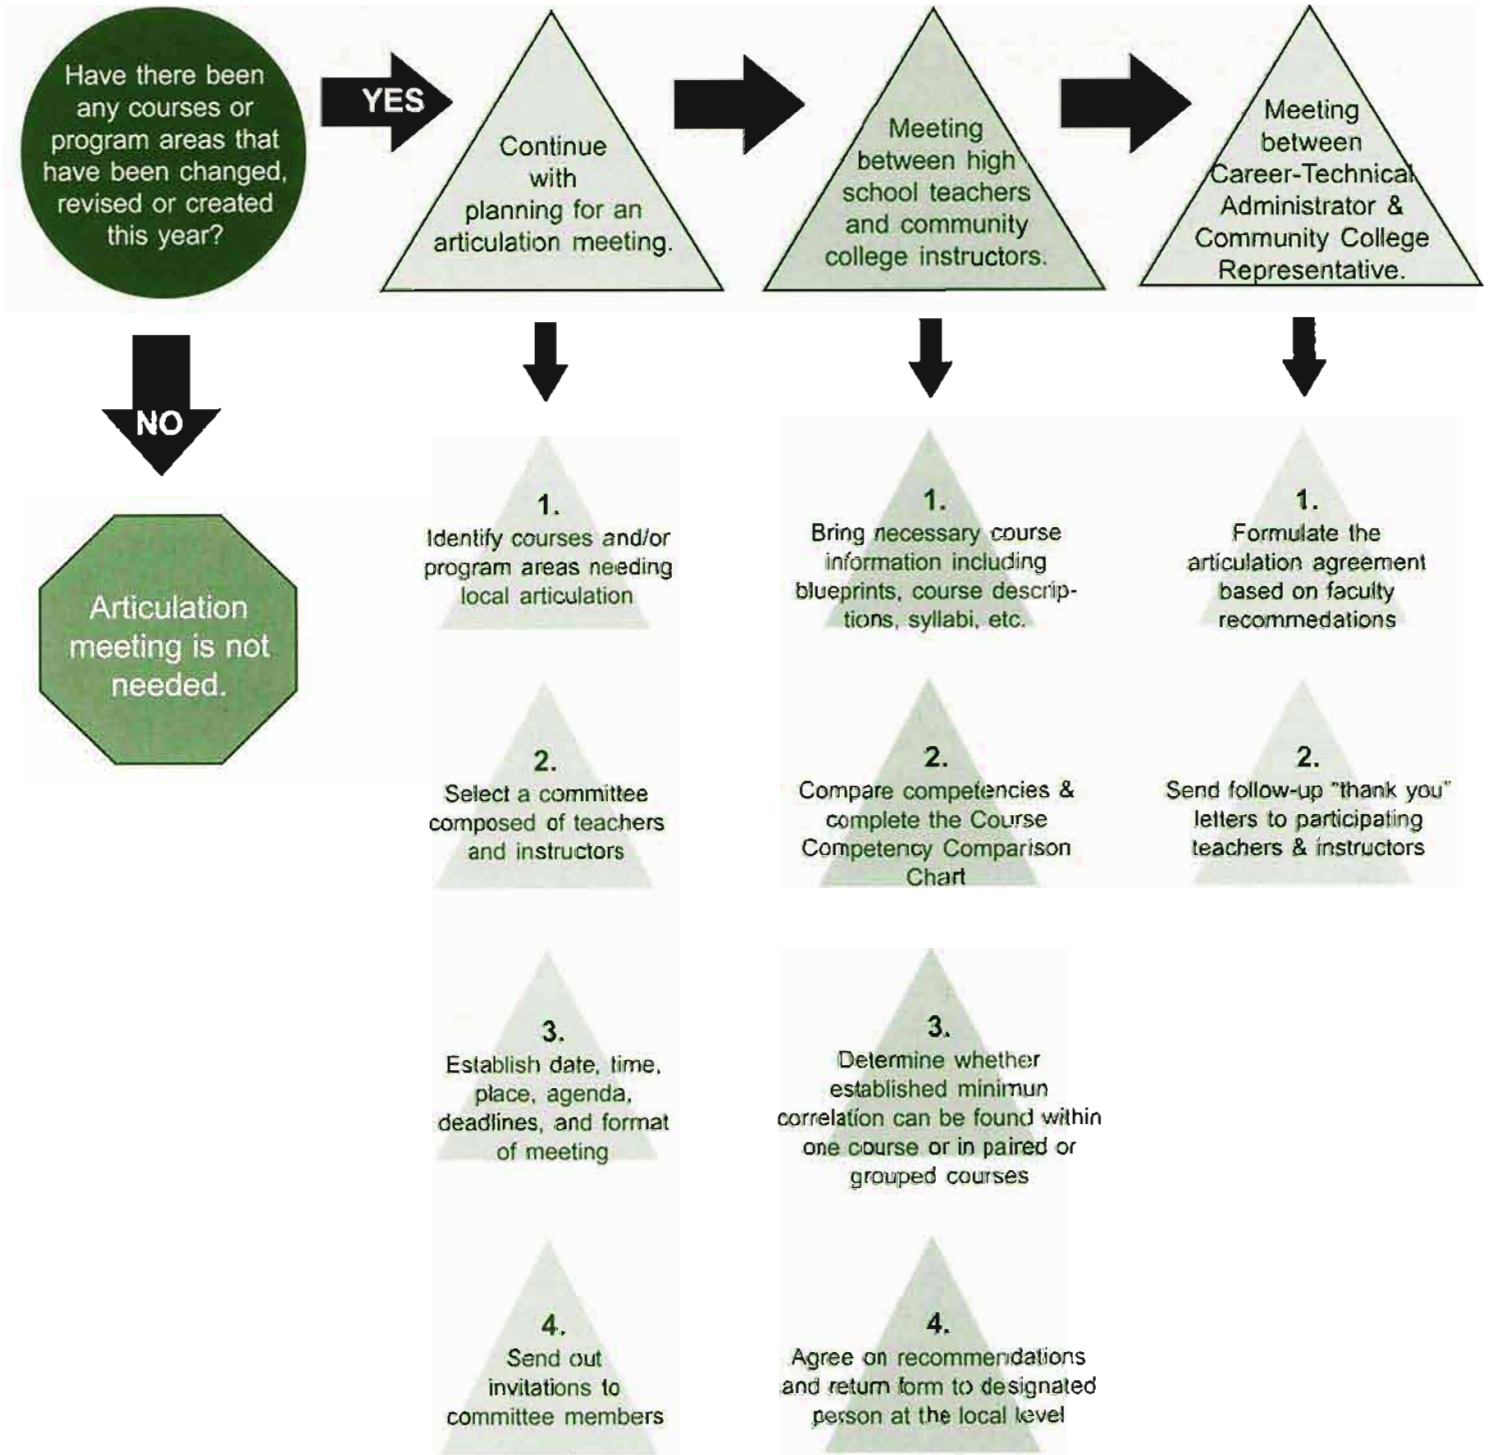 Have there been
any courses or
program areas that
have been changed,
revised or created
this year?
YES
Continue
with
planning for an
articulation meeting.
Meeting
between high
school teachers
and community
college instructors.
Meeting
between
Career-Technical
Administrator &
Community College
Representative.
NO
Articulation
meeting is not
needed.
1.
Identify courses and/or
program areas needing
local articulation
2.
Select a committee
composed of teachers
and instructors
3.
Establish date, time,
place, agenda,
deadlines, and format
of meeting
4.
Send out
invitations to
committee members
1.
Bring necessary course
information including
blueprints, course descrip-
tions, syllabi, etc.
2.
Compare competencies &
complete the Course
Competency Comparison
Chart
3.
Determine whether
established minimun
correlation can be found within
one course or in paired or
grouped courses
4.
Agree on recommendations
and return form to designated
person at the local level
1.
Formulate the
articulation agreement
based on faculty
recommedations
2.
Send follow-up "thank you"
letters to participating
teachers & instructors